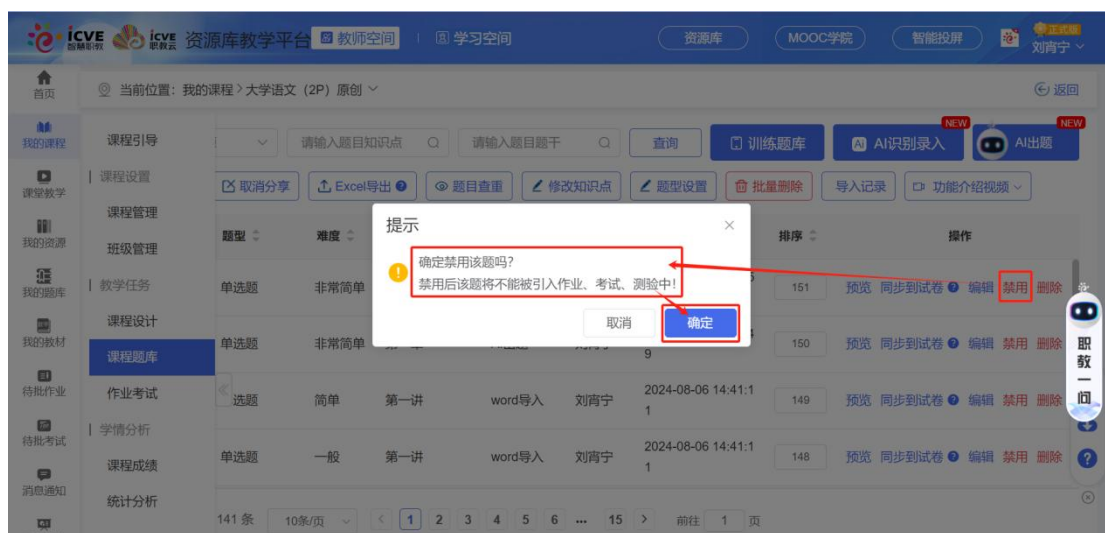 icve 智慧职教 icve 职教云 资源库教学平台 教师空间 学习空间 资源库 MOOC学院 智能投屏 正式版 刘宵宁
首页 当前位置：我的课程 > 大学语文（2P）原创 返回
我的课程
课堂教学
我的资源
我的题库
我的教材
待批作业
待批考试
消息通知
课程引导
课程设置
课程管理
班级管理
教学任务
课程设计
课程题库
作业考试
学情分析
课程成绩
统计分析
请输入题目知识点 请输入题目题干 查询 训练题库 AI识别录入 NEW AI出题 NEW
取消分享 Excel导出 题目查重 修改知识点 题型设置 批量删除 导入记录 功能介绍视频
题型 难度 排序 操作
提示
确定禁用该题吗？
禁用后该题将不能被引入作业、考试、测验中！
取消 确定
单选题 非常简单 151 预览 同步到试卷 编辑 禁用 删除
单选题 非常简单 9 150 预览 同步到试卷 编辑 禁用 删除
选题 简单 第一讲 word导入 刘宵宁 2024-08-06 14:41:1
1 149 预览 同步到试卷 编辑 禁用 删除
单选题 一般 第一讲 word导入 刘宵宁 2024-08-06 14:41:1
1 148 预览 同步到试卷 编辑 禁用 删除
141 条 10条/页 < 1 2 3 4 5 6 ... 15 > 前往 1 页
职教一问